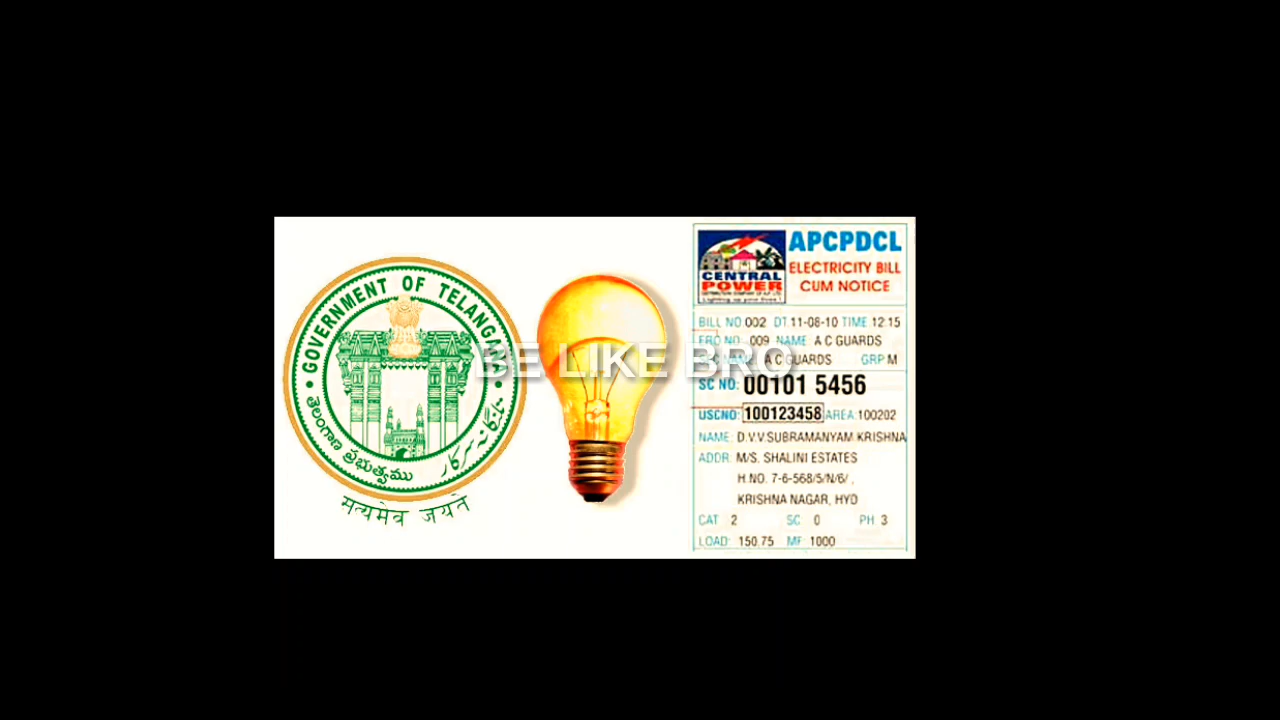 GOVERNMENT OF TELANGANA
తెలంగాణ ప్రభుత్వము
सत्यमेव जयते
BE LIKE BRO
CENTRAL
POWER
APCPDCL
ELECTRICITY BILL
CUM NOTICE
BILL NO 002 DT 11-08-10 TIME 12:15
ERO NO 009 NAME A C GUARDS
A C GUARDS GRP M
SC NO: 00101 5456
USCNO: 100123458 AREA 100202
NAME: D.V.V.SUBRAMANYAM KRISHNA
ADDR: M/S. SHALINI ESTATES
H.NO. 7-6-568/5/N/6/ ,
KRISHNA NAGAR, HYD
CAT 2 SC 0 PH 3
LOAD: 150.75 MF 1000